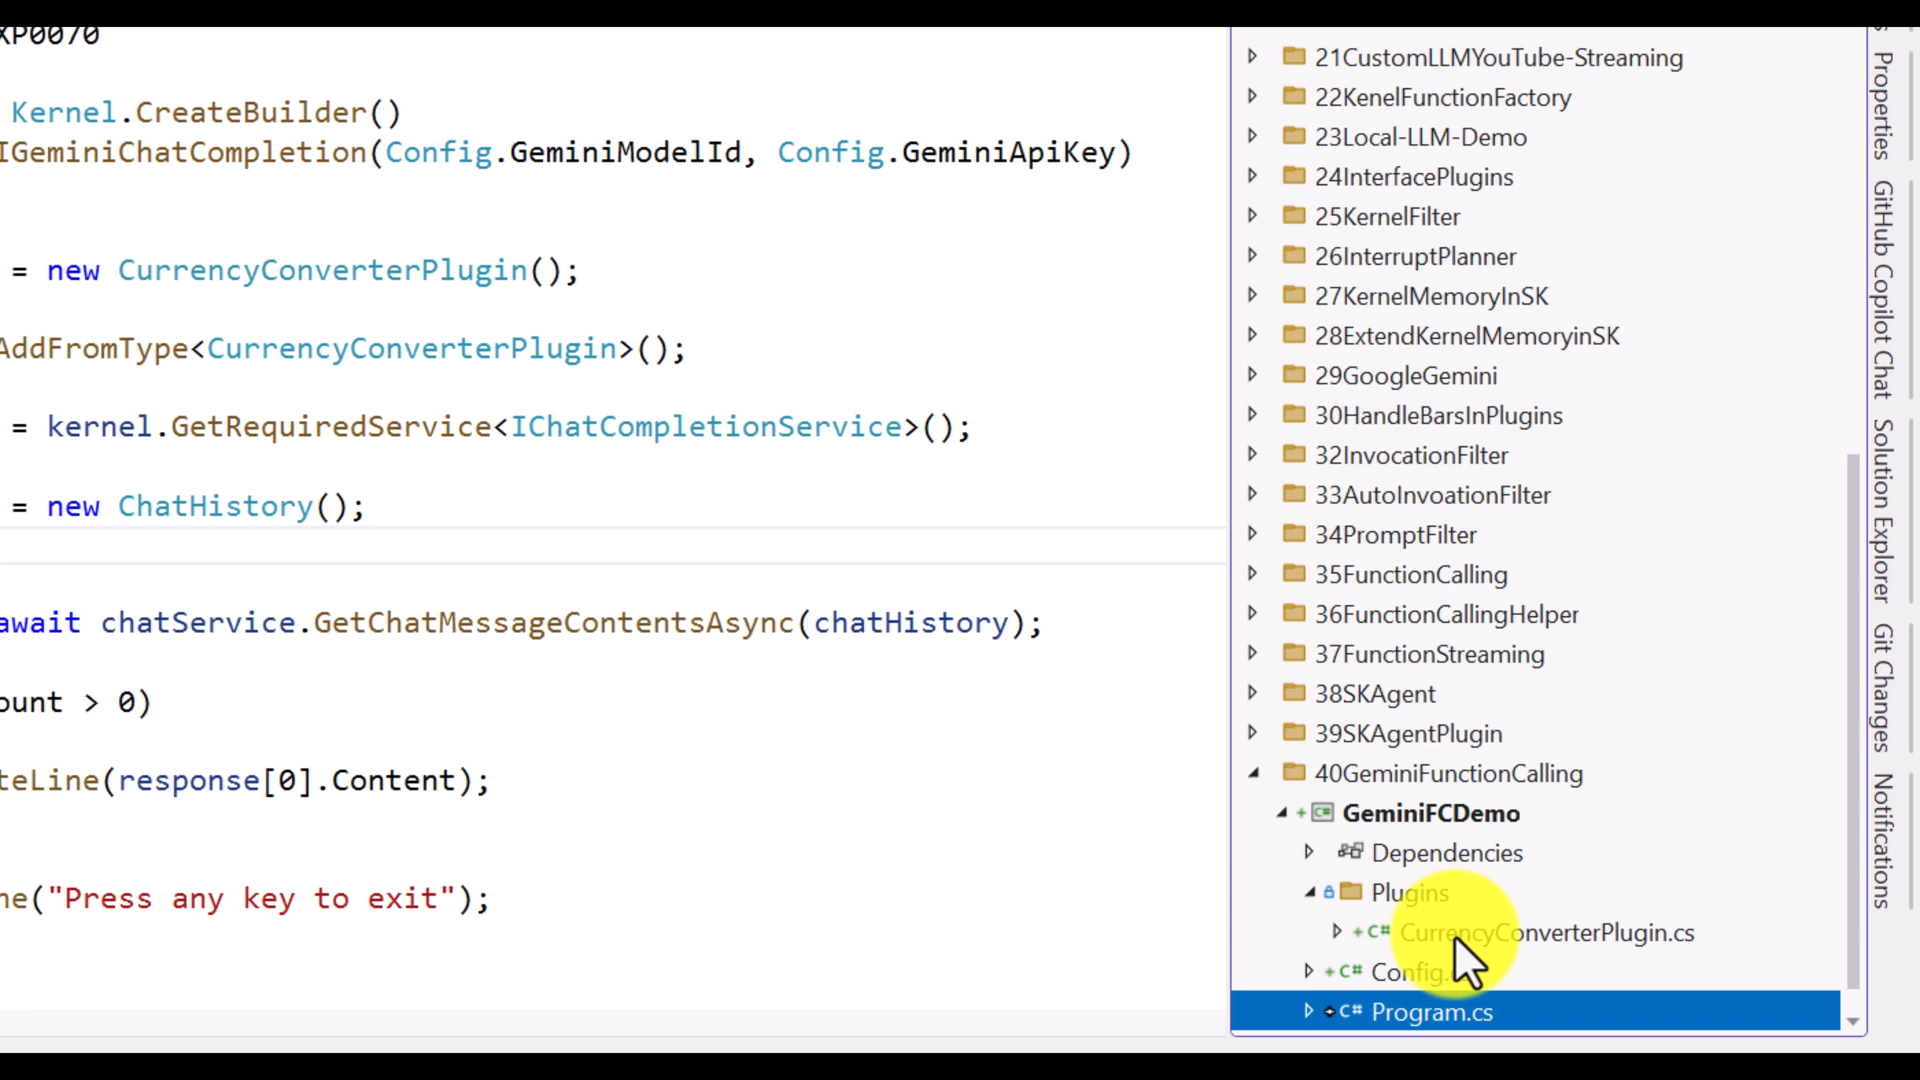 XP0070
Kernel.CreateBuilder()
IGeminiChatCompletion(Config.GeminiModelId, Config.GeminiApiKey)
= new CurrencyConverterPlugin();
AddFromType<CurrencyConverterPlugin>();
= kernel.GetRequiredService<IChatCompletionService>();
= new ChatHistory();
await chatService.GetChatMessageContentsAsync(chatHistory);
ount > 0)
teLine(response[0].Content);
ne("Press any key to exit");
21CustomLLMYouTube-Streaming
22KenelFunctionFactory
23Local-LLM-Demo
24InterfacePlugins
25KernelFilter
26InterruptPlanner
27KernelMemoryInSK
28ExtendKernelMemoryinSK
29GoogleGemini
30HandleBarsInPlugins
32InvocationFilter
33AutoInvoationFilter
34PromptFilter
35FunctionCalling
36FunctionCallingHelper
37FunctionStreaming
38SKAgent
39SKAgentPlugin
40GeminiFunctionCalling
+ C# GeminiFCDemo
Dependencies
Plugins
+ C# CurrencyConverterPlugin.cs
+ C# Config.
C# Program.cs
Properties
GitHub Copilot Chat
Solution Explorer
Git Changes
Notifications